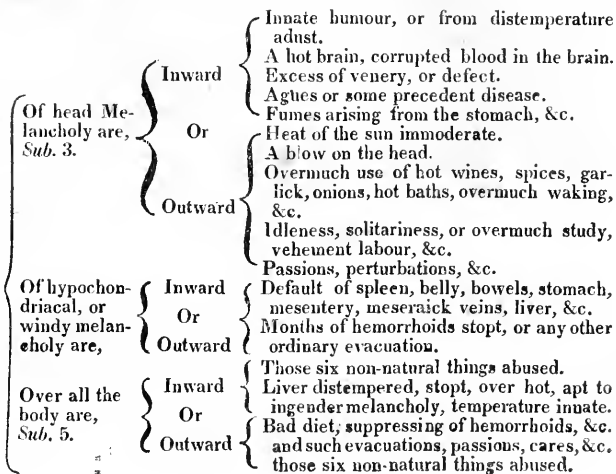 Of head Me-
lancholy are,
Sub. 3.
Inward
Innate humour, or from distemperature
adust.
A hot brain, corrupted blood in the brain.
Excess of venery, or defect.
Agues or some precedent disease.
Fumes arising from the stomach, &c.
Or
Outward
Heat of the sun immoderate.
A blow on the head.
Overmuch use of hot wines, spices, gar-
lick, onions, hot baths, overmuch waking,
&c.
Idleness, solitariness, or overmuch study,
vehement labour, &c.
Passions, perturbations, &c.
Of hypochon-
driacal, or
windy melan-
choly are,
Inward
Or
Outward
Default of spleen, belly, bowels, stomach,
mesentery, meseraick veins, liver, &c.
Months of hemorrhoids stopt, or any other
ordinary evacuation.
Over all the
body are,
Sub. 5.
Inward
Or
Outward
Those six non-natural things abused.
Liver distempered, stopt, over hot, apt to
ingender melancholy, temperature innate.
Bad diet, suppressing of hemorrhoids, &c.
and such evacuations, passions, cares, &c.
those six non-natural things abused.